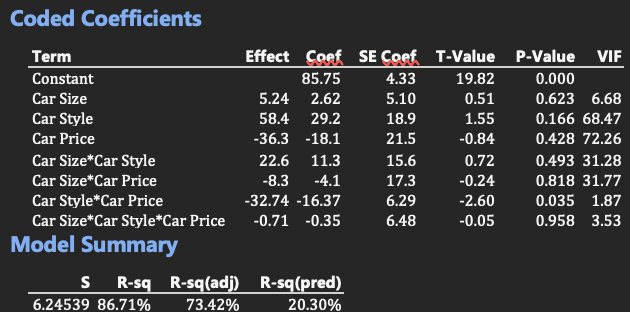 Coded Coefficients
Term Effect Coef SE Coef T-Value P-Value VIF
Constant 85.75 4.33 19.82 0.000
Car Size 5.24 2.62 5.10 0.51 0.623 6.68
Car Style 58.4 29.2 18.9 1.55 0.166 68.47
Car Price -36.3 -18.1 21.5 -0.84 0.428 72.26
Car Size*Car Style 22.6 11.3 15.6 0.72 0.493 31.28
Car Size*Car Price -8.3 -4.1 17.3 -0.24 0.818 31.77
Car Style*Car Price -32.74 -16.37 6.29 -2.60 0.035 1.87
Car Size*Car Style*Car Price -0.71 -0.35 6.48 -0.05 0.958 3.53
Model Summary
S R-sq R-sq(adj) R-sq(pred)
6.24539 86.71% 73.42% 20.30%